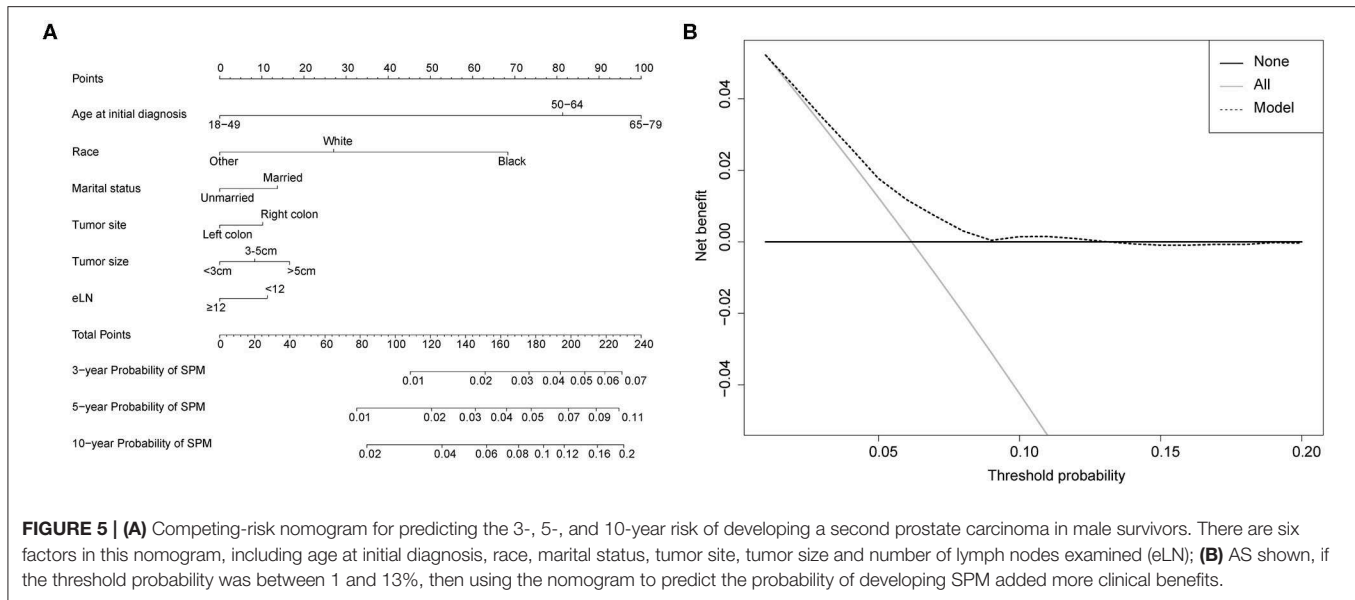 A
Points
0 10 20 30 40 50 60 70 80 90 100
50−64
Age at initial diagnosis
18−49
65−79
White
Race
Other
Black
Married
Marital status
Unmarried
Right colon
Tumor site
Left colon
3-5cm
Tumor size
<3cm
>5cm
<12
eLN
≥12
Total Points
0 20 40 60 80 100 120 140 160 180 200 220 240
3−year Probability of SPM
0.01 0.02 0.03 0.04 0.05 0.06 0.07
5−year Probability of SPM
0.01 0.02 0.03 0.04 0.05 0.07 0.09 0.11
10−year Probability of SPM
0.02 0.04 0.06 0.08 0.1 0.12 0.16 0.2
B
None
All
Model
Net benefit
0.04
0.02
0.00
−0.02
−0.04
0.05 0.10 0.15 0.20
Threshold probability
FIGURE 5 | (A) Competing-risk nomogram for predicting the 3-, 5-, and 10-year risk of developing a second prostate carcinoma in male survivors. There are six
factors in this nomogram, including age at initial diagnosis, race, marital status, tumor site, tumor size and number of lymph nodes examined (eLN); (B) AS shown, if
the threshold probability was between 1 and 13%, then using the nomogram to predict the probability of developing SPM added more clinical benefits.